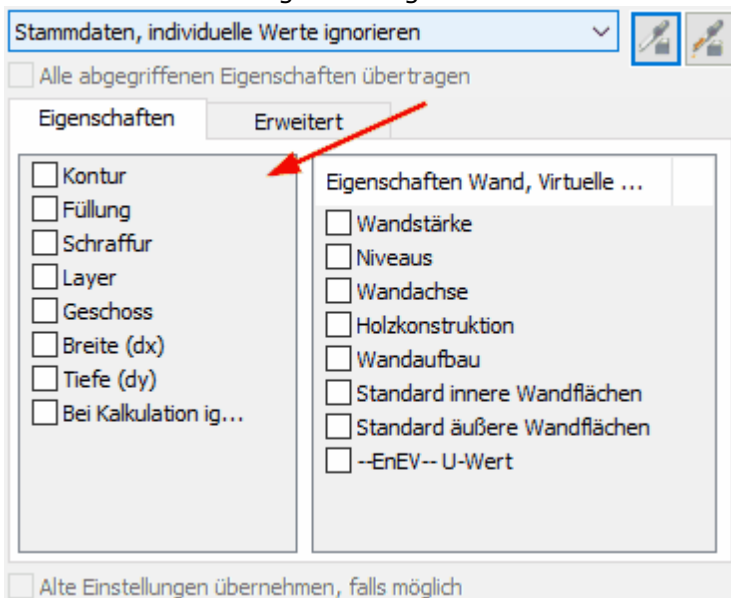 Stammdaten, individuelle Werte ignorieren
Alle abgegriffenen Eigenschaften übertragen
Eigenschaften
Erweitert
Kontur
Füllung
Schraffur
Layer
Geschoss
Breite (dx)
Tiefe (dy)
Bei Kalkulation ig...
Eigenschaften Wand, Virtuelle ...
Wandstärke
Niveaus
Wandachse
Holzkonstruktion
Wandaufbau
Standard innere Wandflächen
Standard äußere Wandflächen
--EnEV-- U-Wert
Alte Einstellungen übernehmen, falls möglich